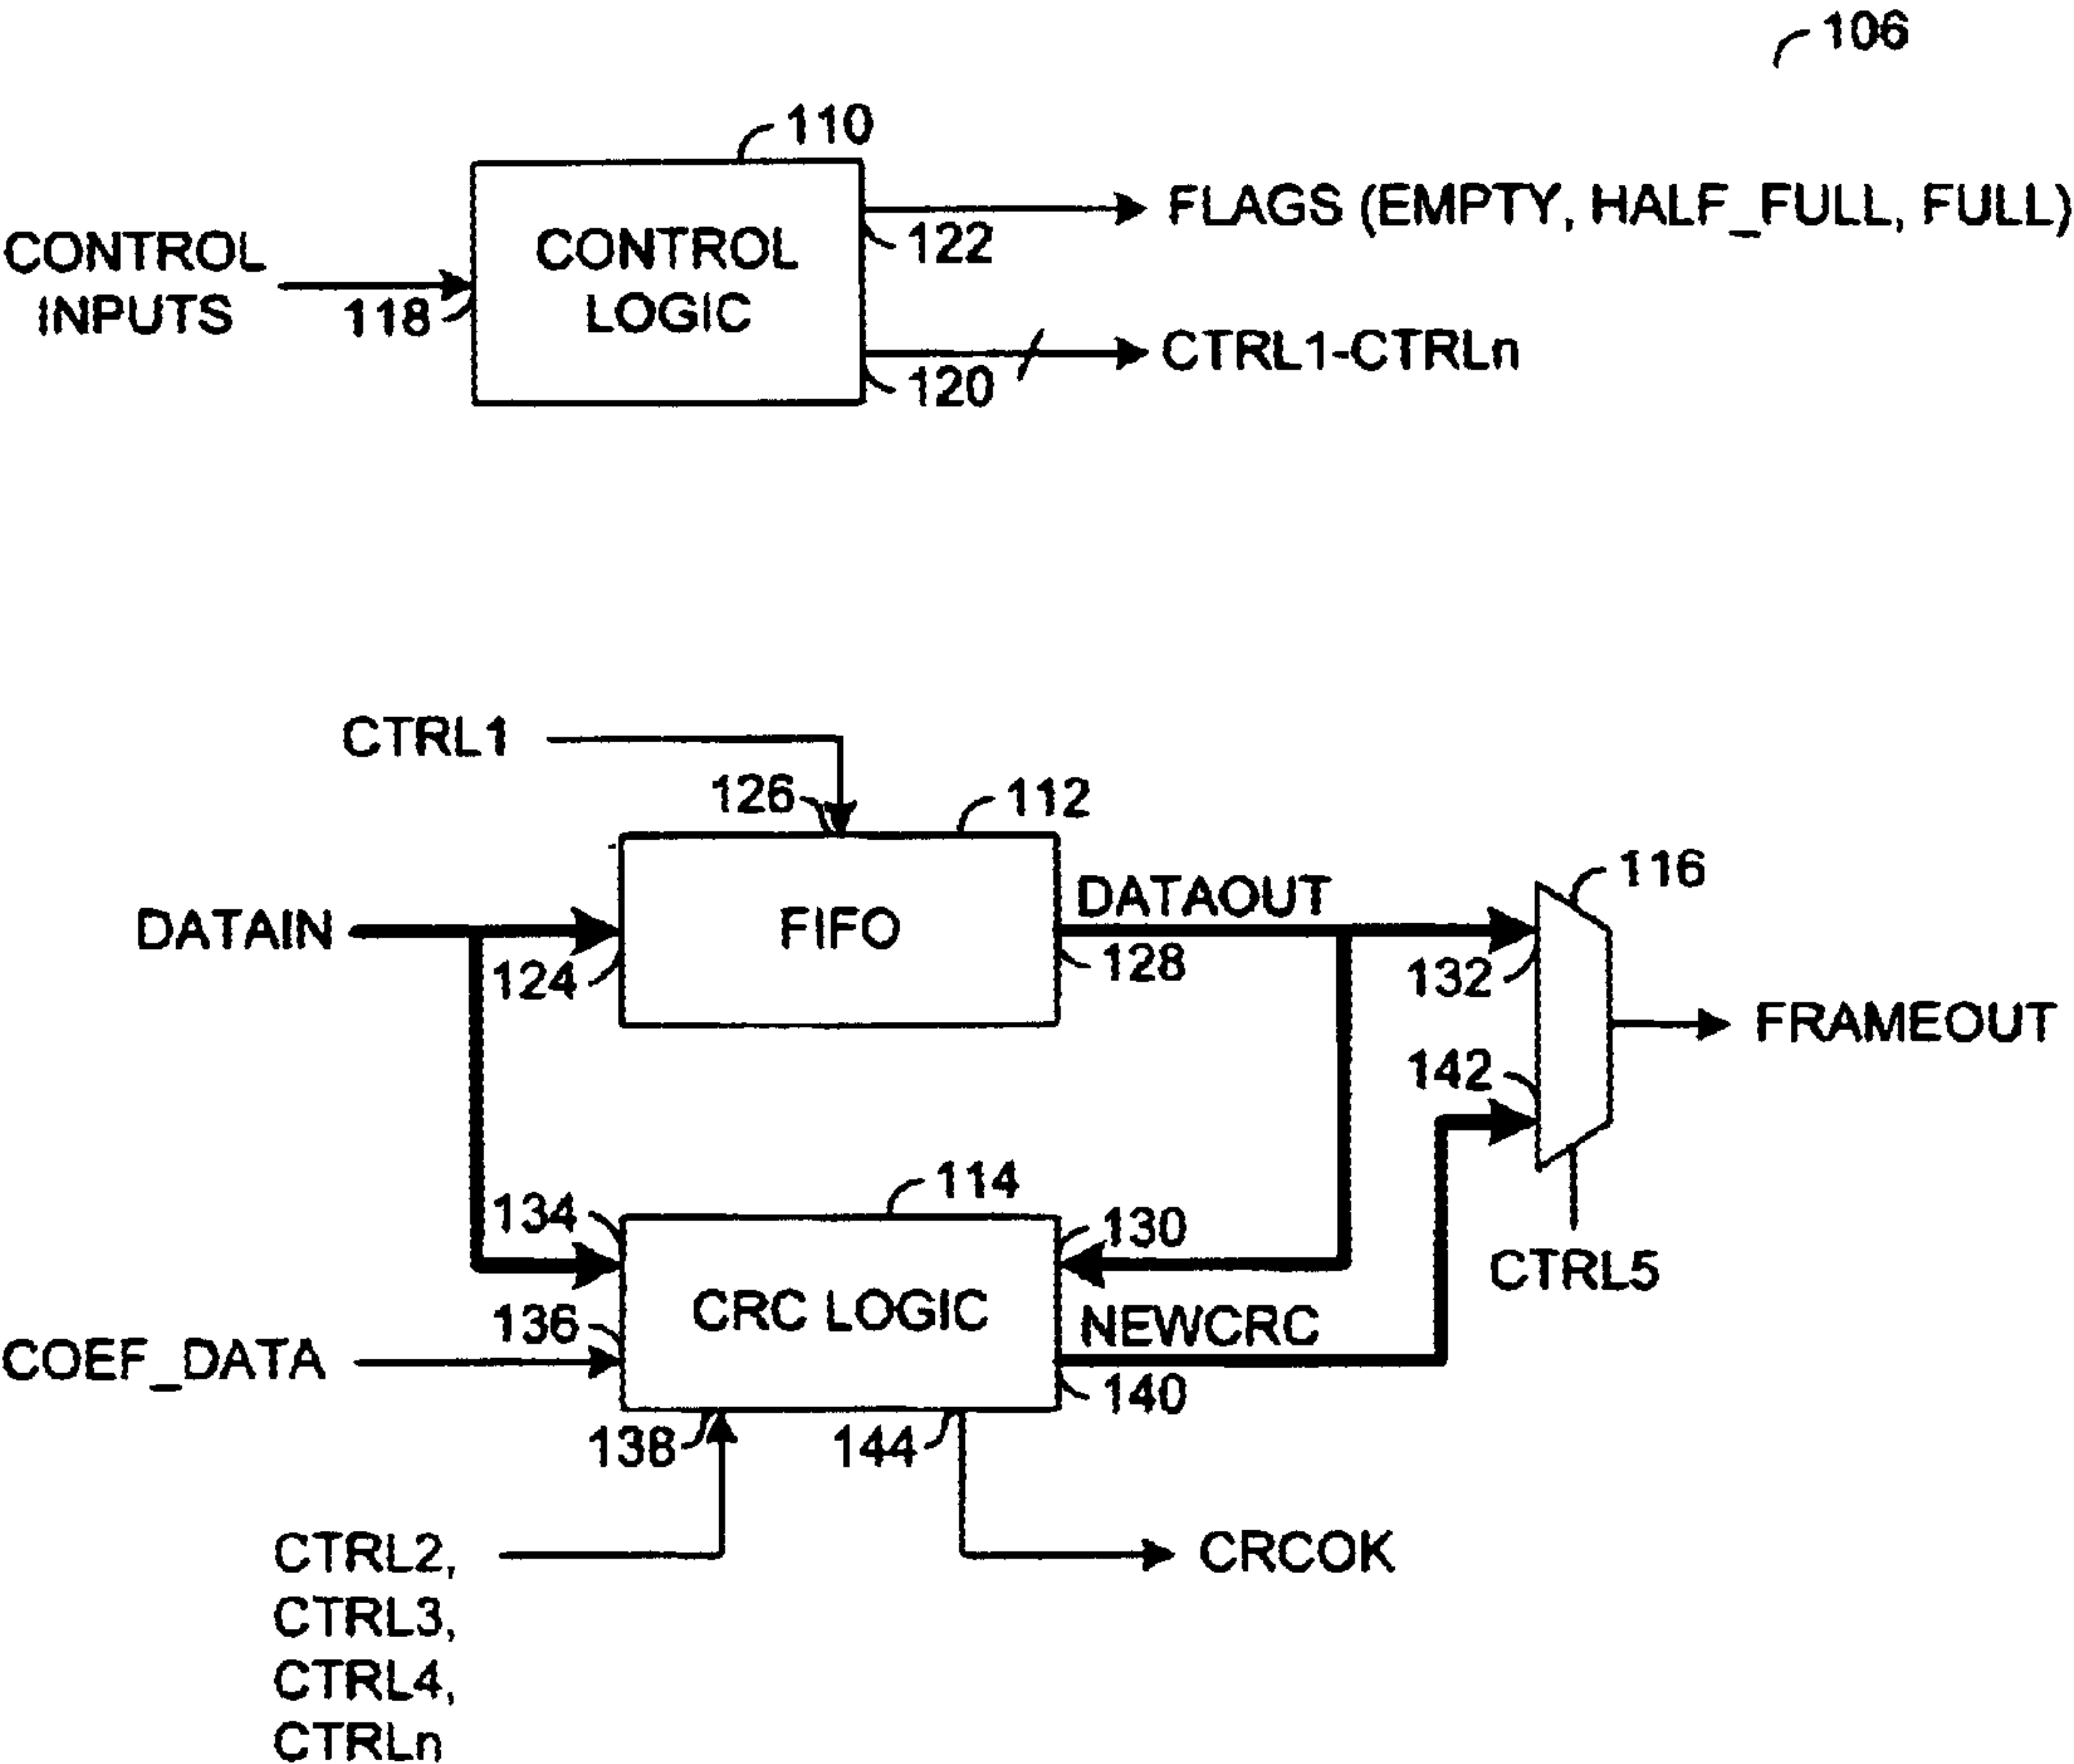 106
110
CONTROL
INPUTS
118
CONTROL
LOGIC
FLAGS (EMPTY, HALF_FULL, FULL)
122
CTRL1-CTRLn
120
CTRL1
126
112
116
DATAIN
124
FIFO
DATAOUT
128
132
FRAMEOUT
142
134
114
130
CTRL5
136
CRC LOGIC
NEWCRC
COEF_DATA
140
138
144
CTRL2,
CTRL3,
CTRL4,
CTRLn
CRCOK